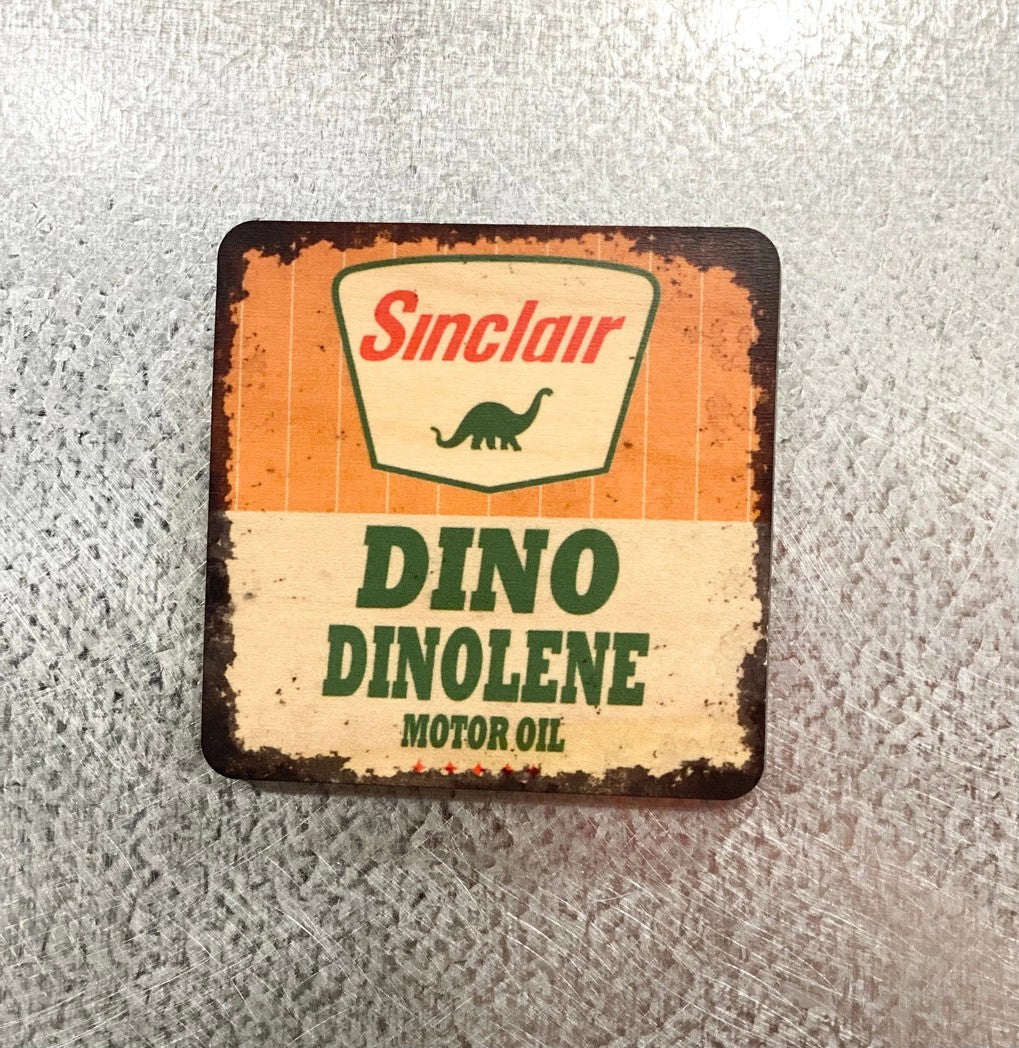 Sinclair
DINO
DINOLENE
MOTOR OIL